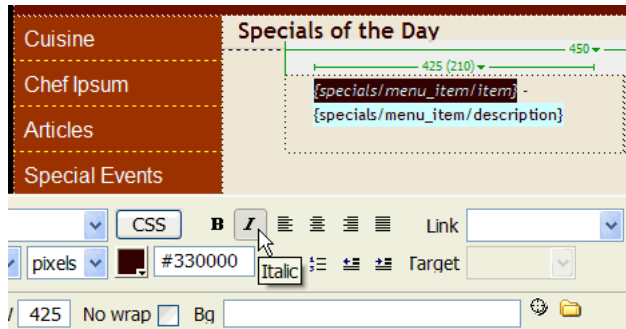 Cuisine
Chef Ipsum
Articles
Special Events
Specials of the Day
450
425 (210)
{specials/menu_item/item} -
{specials/menu_item/description}
CSS B I Link
pixels #330000 Target
Italic
425 No wrap Bg